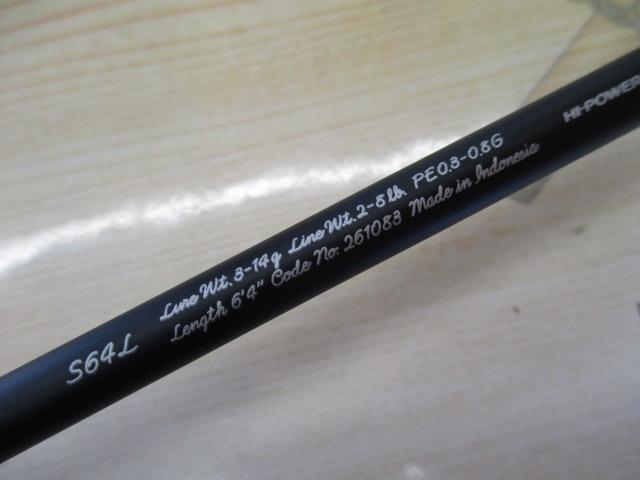 S64L
Lure Wt. 3-14g Line Wt. 2-8lb. PE0.3-0.8G
Length 6'4" Code No: 261083 Made in Indonesia
HI-POWER